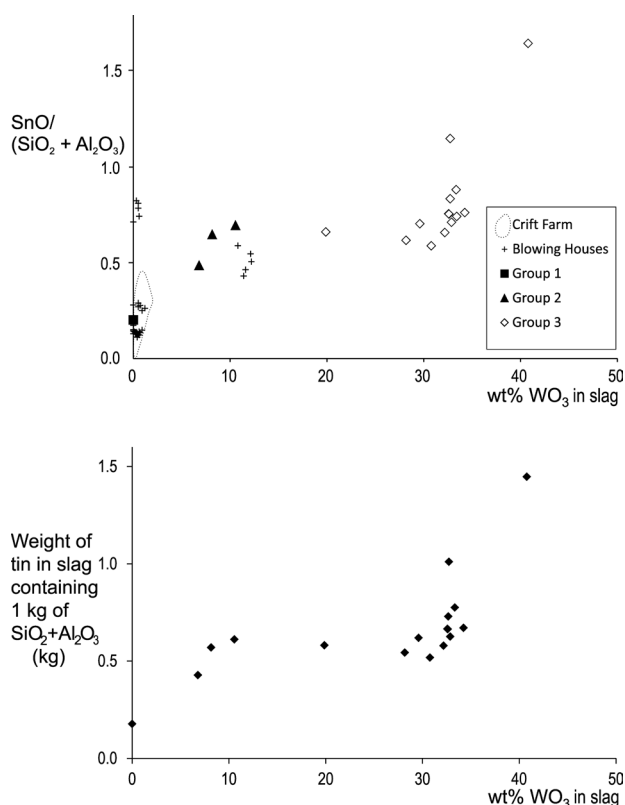 1.5
SnO/
(SiO₂ + Al₂O₃)
1.0
0.5
0.0
0 10 20 30 40 50
wt% WO₃ in slag
Crift Farm
Blowing Houses
Group 1
Group 2
Group 3
1.5
Weight of
tin in slag
containing
1 kg of
SiO₂+Al₂O₃
(kg)
1.0
0.5
0.0
0 10 20 30 40 50
wt% WO₃ in slag